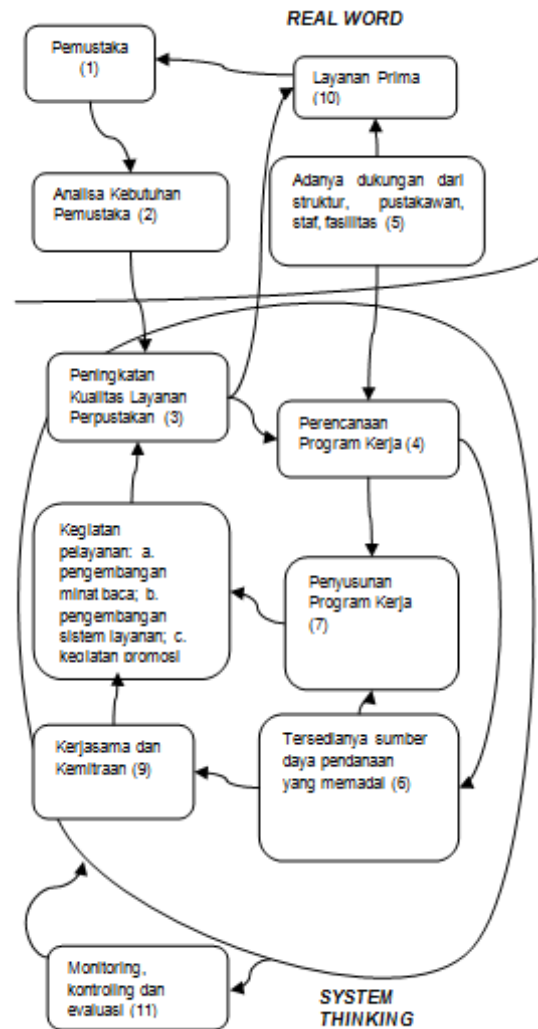 REAL WORD
Pemustaka
(1)
Layanan Prima
(10)
Analisa Kebutuhan
Pemustaka (2)
Adanya dukungan dari
struktur, pustakawan,
staf, fasilitas (5)
Peningkatan
Kualitas Layanan
Perpustakan (3)
Perencanaan
Program Kerja (4)
Kegiatan
pelayanan: a.
pengembangan
minat baca; b.
pengembangan
sistem layanan; c.
kegiatan promosi
Penyusunan
Program Kerja
(7)
Kerjasama dan
Kemitraan (9)
Tersedianya sumber
daya pendanaan
yang memadai (6)
Monitoring,
kontroling dan
evaluasi (11)
SYSTEM
THINKING